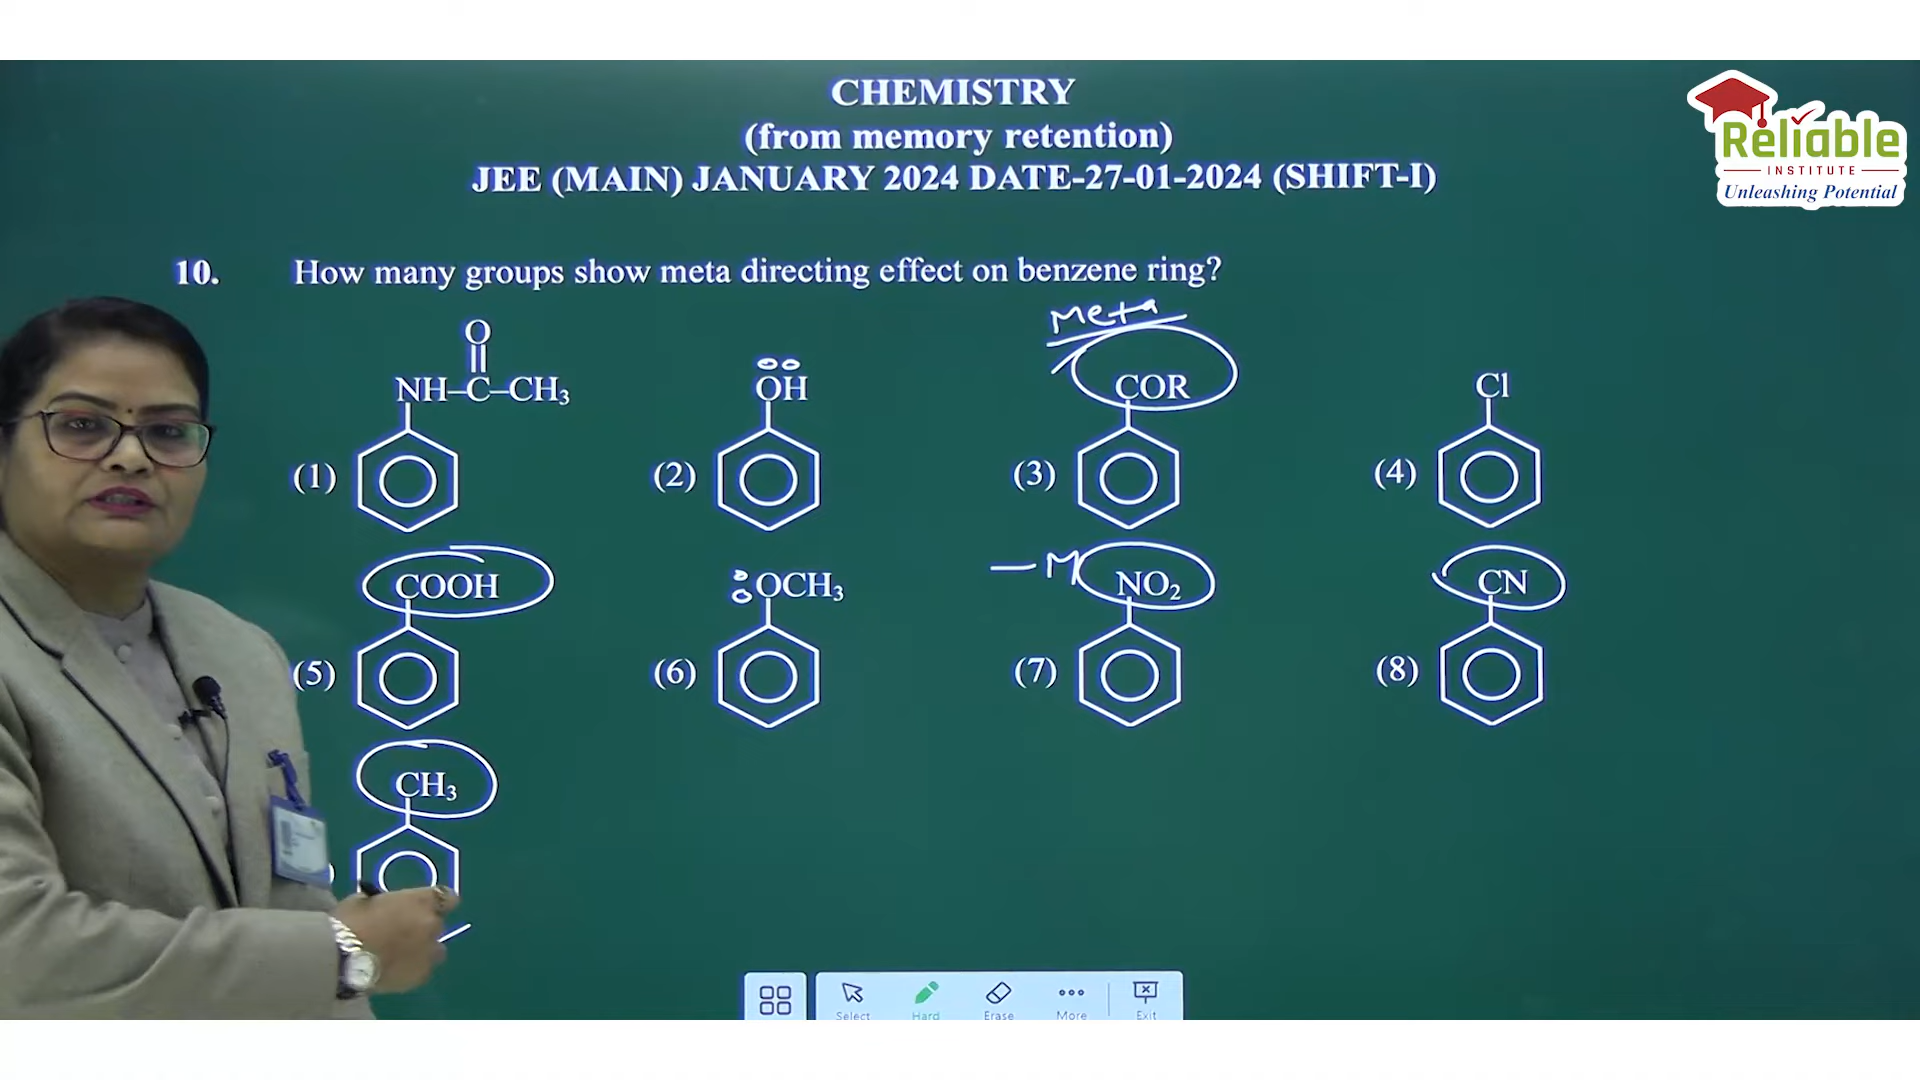 CHEMISTRY
(from memory retention)
JEE (MAIN) JANUARY 2024 DATE-27-01-2024 (SHIFT-I)
Reliable
INSTITUTE
Unleashing Potential
10. How many groups show meta directing effect on benzene ring?
Meta
O
NH–C–CH₃
OH
COR
Cl
(1)
(2)
(3)
(4)
COOH
OCH₃
–M
NO₂
CN
(5)
(6)
(7)
(8)
CH₃
)
Select
Hard
Erase
More
Exit